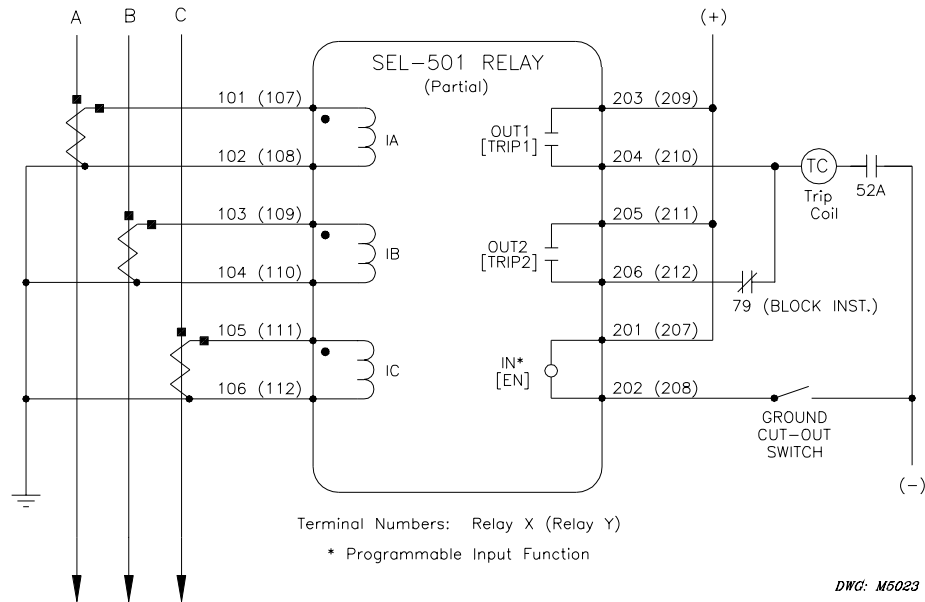 A B C (+)
SEL-501 RELAY
(Partial)
101 (107)
IA
102 (108)
103 (109)
IB
104 (110)
105 (111)
IC
106 (112)
203 (209)
OUT1
[TRIP1]
204 (210)
TC
Trip
Coil
52A
205 (211)
OUT2
[TRIP2]
206 (212)
79 (BLOCK INST.)
201 (207)
IN*
[EN]
202 (208)
GROUND
CUT-OUT
SWITCH
(-)
Terminal Numbers: Relay X (Relay Y)
* Programmable Input Function
DWG: M5023